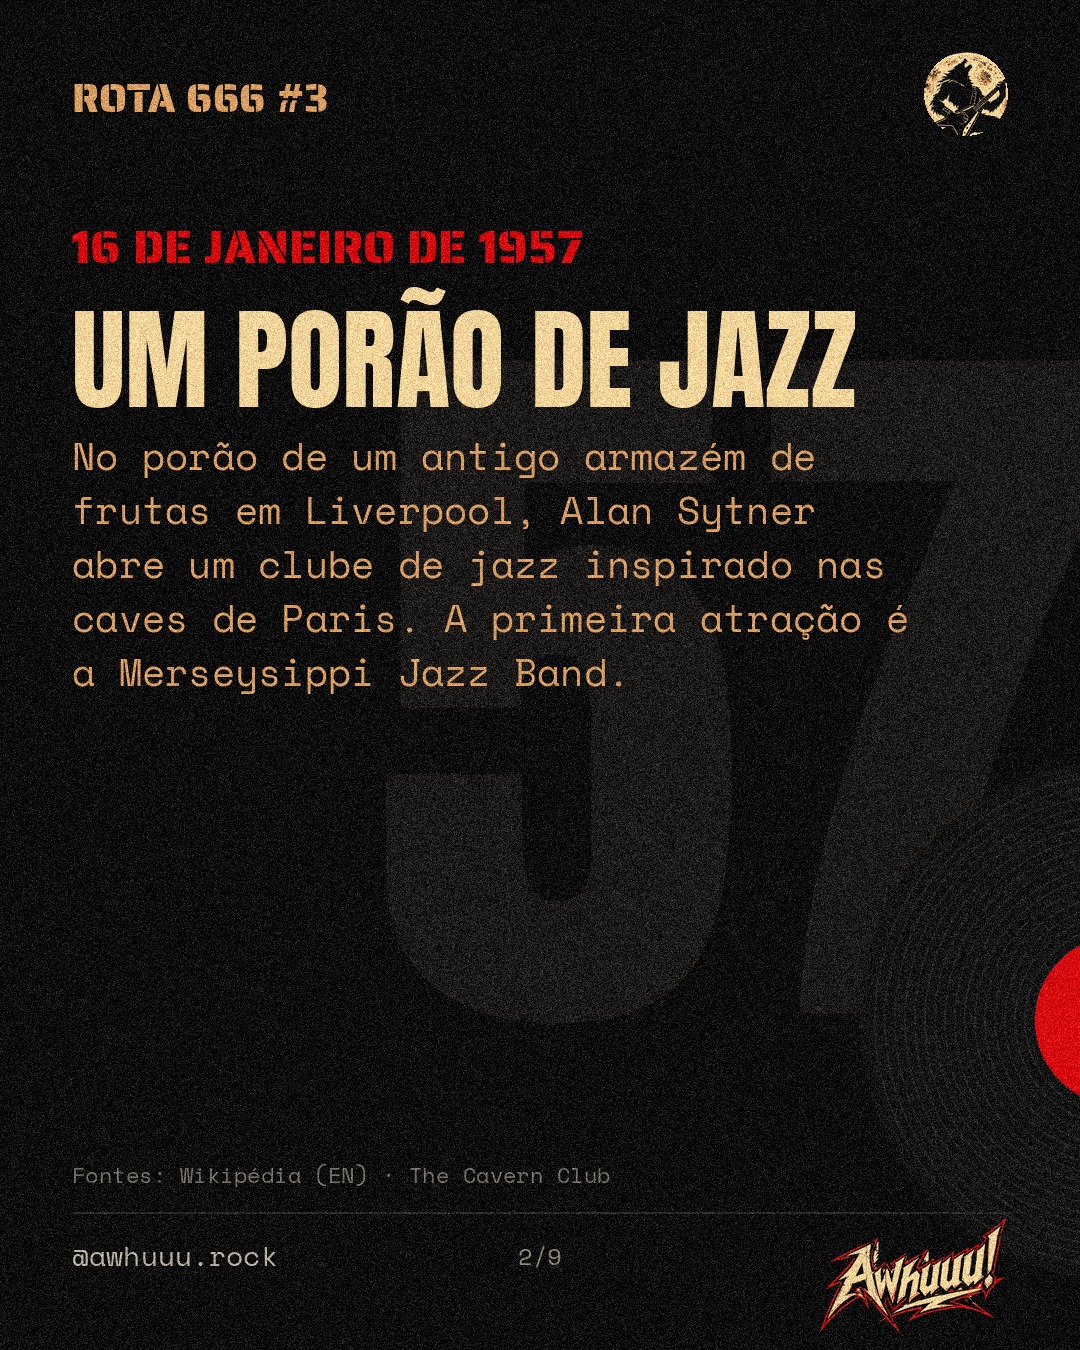 ROTA 666 #3
16 DE JANEIRO DE 1957
UM PORÃO DE JAZZ
No porão de um antigo armazém de
frutas em Liverpool, Alan Sytner
abre um clube de jazz inspirado nas
caves de Paris. A primeira atração é
a Merseysippi Jazz Band.
57
Fontes: Wikipédia (EN) · The Cavern Club
@awhuuu.rock
2/9
Awhuuu!